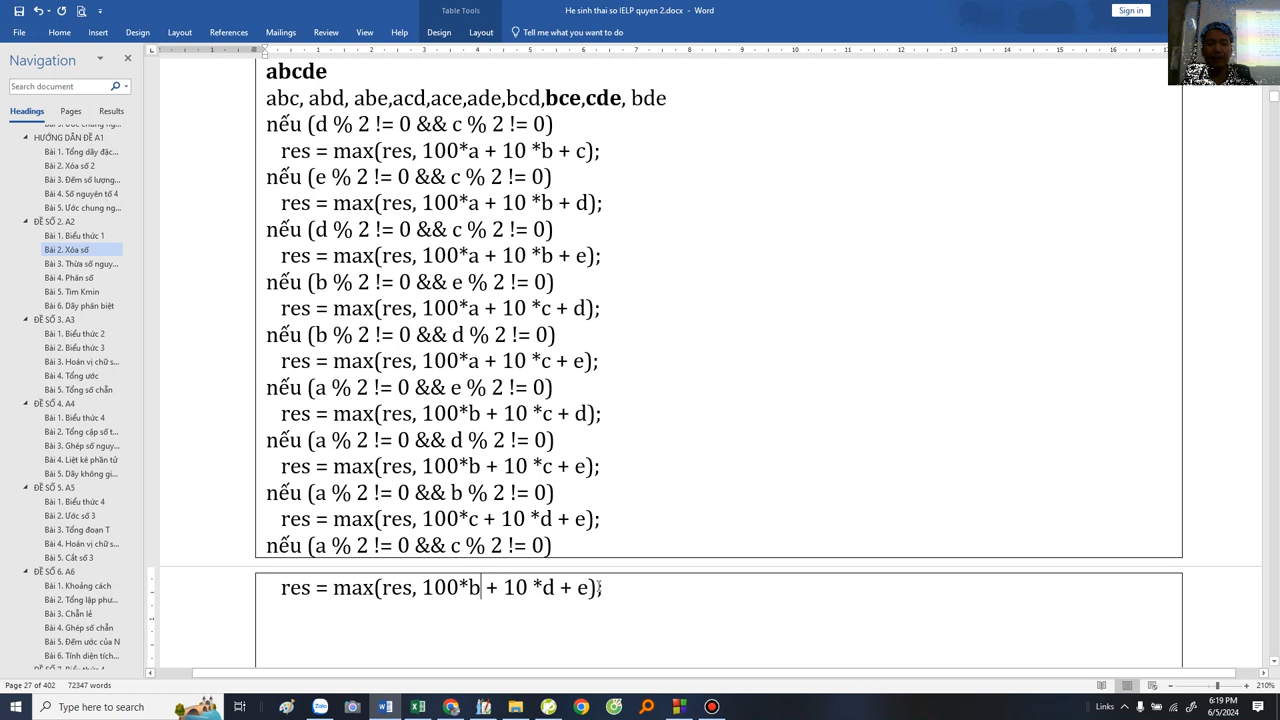 Table Tools
He sinh thai so IELP quyen 2.docx - Word
Sign in
File
Home
Insert
Design
Layout
References
Mailings
Review
View
Help
Design
Layout
Tell me what you want to do
Navigation
Search document
Headings
Pages
Results
HƯỚNG DẪN ĐỀ A1
Bài 1. Tổng dãy đặc...
Bài 2. Xóa số 2
Bài 3. Đếm số lượng...
Bài 4. Số nguyên tố 4
Bài 5. Ước chung ng...
ĐỀ SỐ 2. A2
Bài 1. Biểu thức 1
Bài 2. Xóa số
Bài 3. Thừa số nguy...
Bài 4. Phân số
Bài 5. Tìm Kmin
Bài 6. Dãy phân biệt
ĐỀ SỐ 3. A3
Bài 1. Biểu thức 2
Bài 2. Biểu thức 3
Bài 3. Hoán vị chữ s...
Bài 4. Tổng ước
Bài 5. Tổng số chẵn
ĐỀ SỐ 4. A4
Bài 1. Biểu thức 4
Bài 2. Tổng cặp số t...
Bài 3. Ghép số nguy...
Bài 4. Liệt kê phần tử
Bài 5. Dãy không gi...
ĐỀ SỐ 5. A5
Bài 1. Biểu thức 4
Bài 2. Ước số 3
Bài 3. Tổng đoạn T
Bài 4. Hoán vị chữ s...
Bài 5. Cắt số 3
ĐỀ SỐ 6. A6
Bài 1. Khoảng cách
Bài 2. Tổng lập phư...
Bài 3. Chẵn lẻ
Bài 4. Ghép chữ số
Bài 5. Đếm ước của N
Bài 6. Tính diện tích...
abcde
abc, abd, abe,acd,ace,ade,bcd,bce,cde, bde
nếu (d % 2 != 0 && c % 2 != 0)
res = max(res, 100*a + 10 *b + c);
nếu (e % 2 != 0 && c % 2 != 0)
res = max(res, 100*a + 10 *b + d);
nếu (d % 2 != 0 && c % 2 != 0)
res = max(res, 100*a + 10 *b + e);
nếu (b % 2 != 0 && e % 2 != 0)
res = max(res, 100*a + 10 *c + d);
nếu (b % 2 != 0 && d % 2 != 0)
res = max(res, 100*a + 10 *c + e);
nếu (a % 2 != 0 && e % 2 != 0)
res = max(res, 100*b + 10 *c + d);
nếu (a % 2 != 0 && d % 2 != 0)
res = max(res, 100*b + 10 *c + e);
nếu (a % 2 != 0 && b % 2 != 0)
res = max(res, 100*c + 10 *d + e);
nếu (a % 2 != 0 && c % 2 != 0)
res = max(res, 100*b + 10 *d + e);
Page 27 of 402
72347 words
210%
Type here to search
Zalo
Links
6:19 PM
6/5/2024